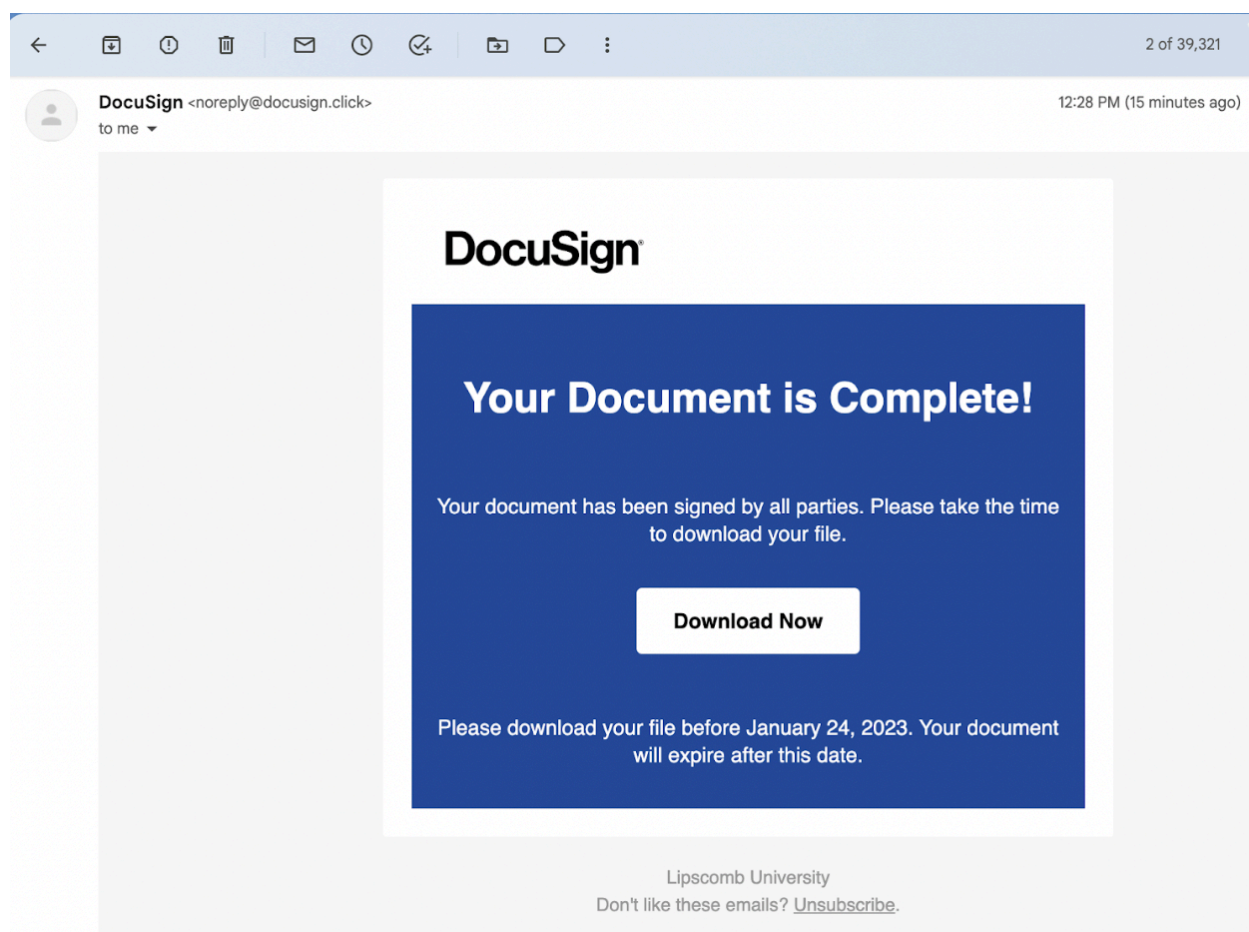 2 of 39,321
DocuSign <noreply@docusign.click>
12:28 PM (15 minutes ago)
to me
DocuSign®
Your Document is Complete!
Your document has been signed by all parties. Please take the time
to download your file.
Download Now
Please download your file before January 24, 2023. Your document
will expire after this date.
Lipscomb University
Don't like these emails? Unsubscribe.